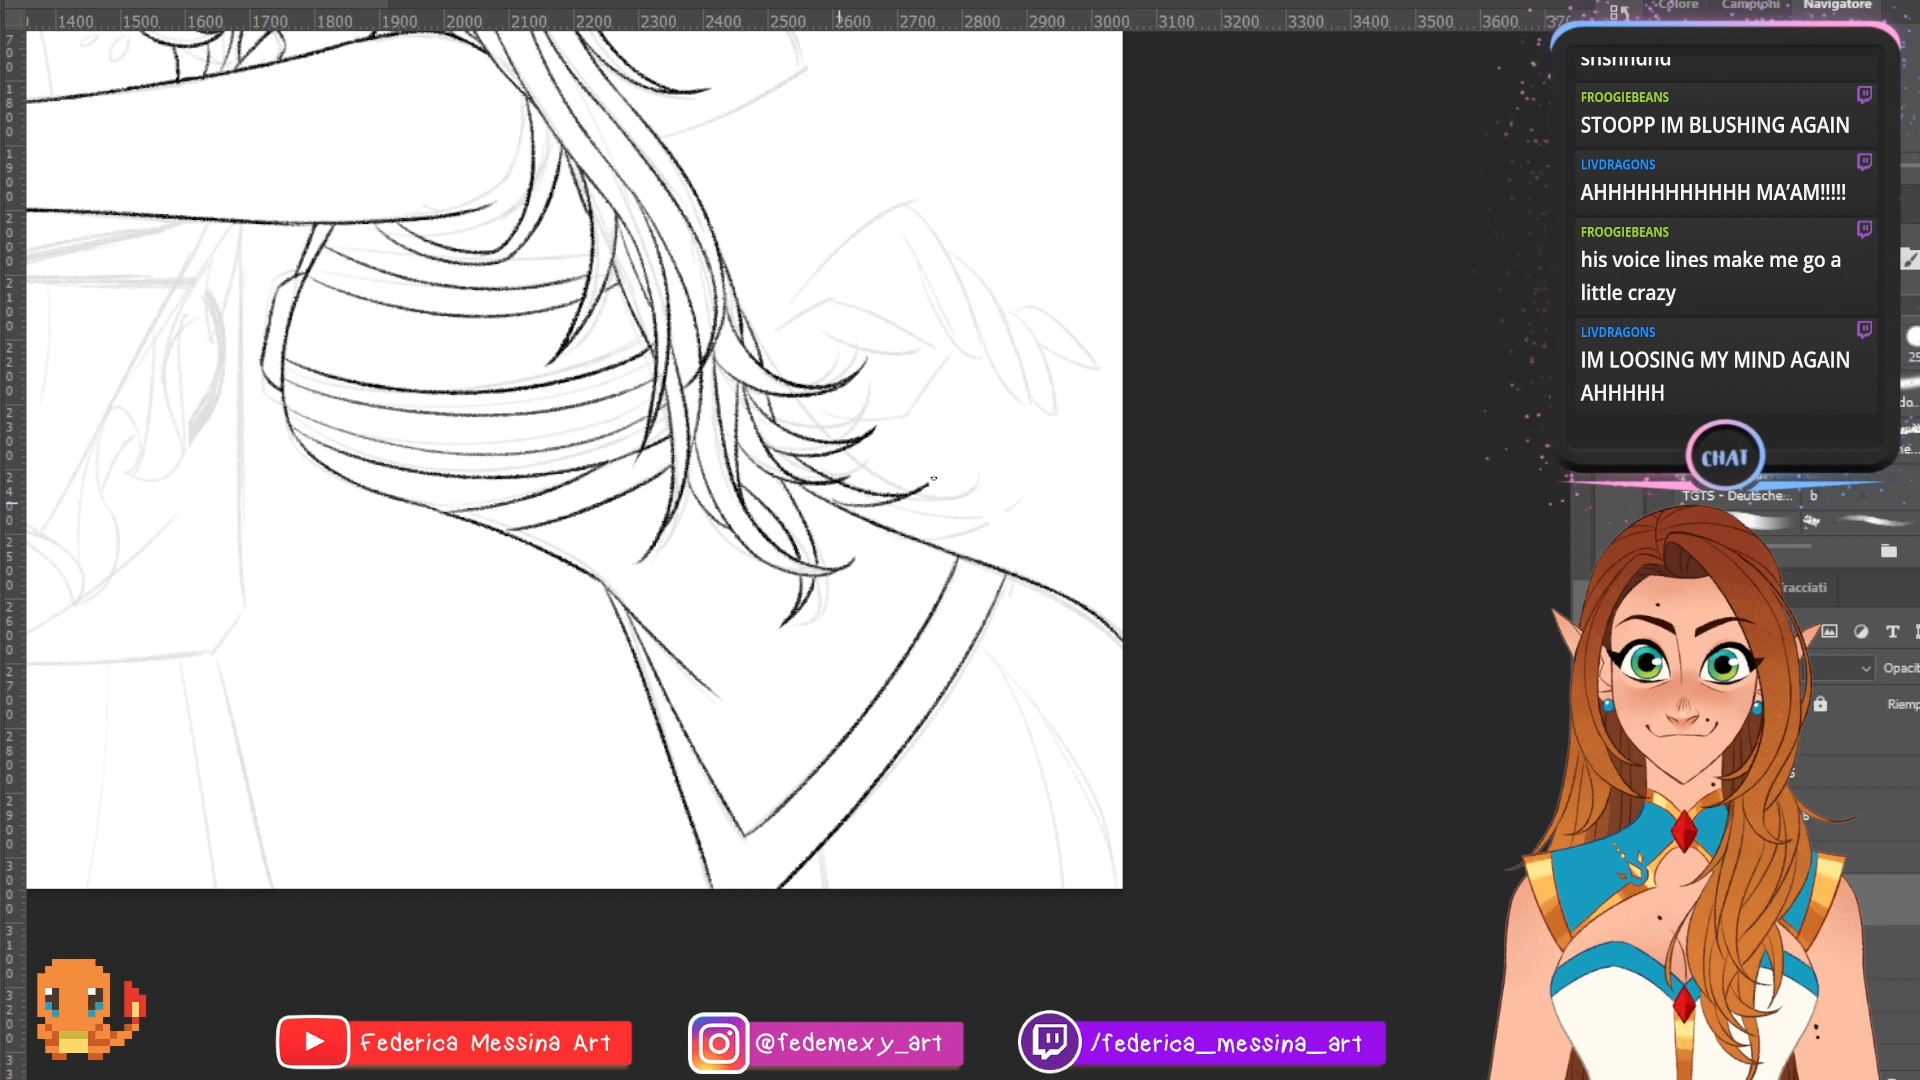 1400 1500 1600 1700 1800 1900 2000 2100 2200 2300 2400 2500 2600 2700 2800 2900 3000 3100 3200 3300 3400 3500 3600
Colore Campioni Navigatore
FROOGIEBEANS
STOOPP IM BLUSHING AGAIN
LIVDRAGONS
AHHHHHHHHHHH MA'AM!!!!!
FROOGIEBEANS
his voice lines make me go a
little crazy
LIVDRAGONS
IM LOOSING MY MIND AGAIN
AHHHHH
CHAT
TGTS - Deutsche... b
Tracciati
Opacit
Riemp
Federica Messina Art
@fedemexy_art
/federica_messina_art